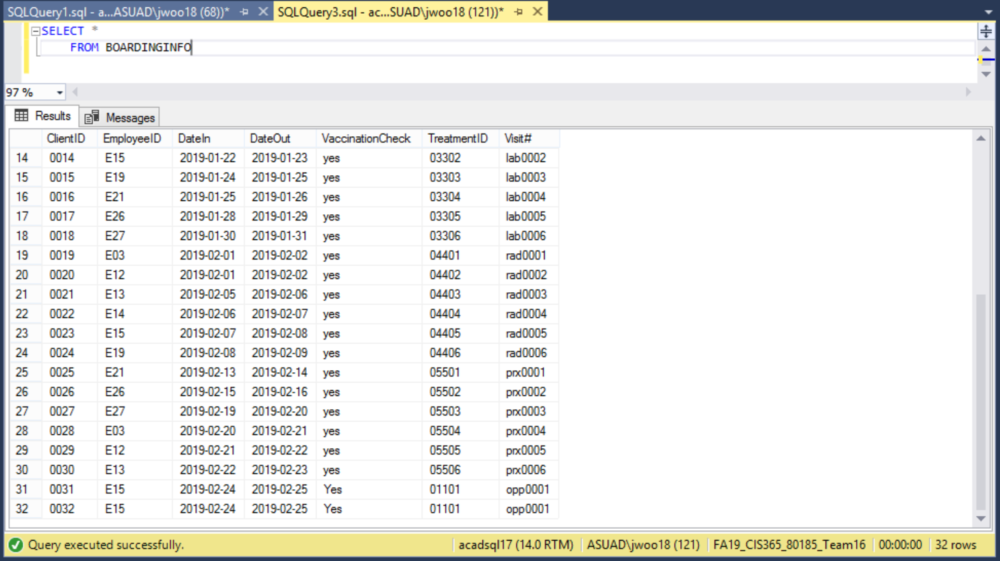 SQLQuery1.sql - a...ASUAD\jwoo18 (68))* SQLQuery3.sql - ac...SUAD\jwoo18 (121))*
SELECT *
FROM BOARDINGINFO
97 %
Results Messages
ClientID EmployeeID DateIn DateOut VaccinationCheck TreatmentID Visit#
14 0014 E15 2019-01-22 2019-01-23 yes 03302 lab0002
15 0015 E19 2019-01-24 2019-01-25 yes 03303 lab0003
16 0016 E21 2019-01-25 2019-01-26 yes 03304 lab0004
17 0017 E26 2019-01-28 2019-01-29 yes 03305 lab0005
18 0018 E27 2019-01-30 2019-01-31 yes 03306 lab0006
19 0019 E03 2019-02-01 2019-02-02 yes 04401 rad0001
20 0020 E12 2019-02-01 2019-02-02 yes 04402 rad0002
21 0021 E13 2019-02-05 2019-02-06 yes 04403 rad0003
22 0022 E14 2019-02-06 2019-02-07 yes 04404 rad0004
23 0023 E15 2019-02-07 2019-02-08 yes 04405 rad0005
24 0024 E19 2019-02-08 2019-02-09 yes 04406 rad0006
25 0025 E21 2019-02-13 2019-02-14 yes 05501 prx0001
26 0026 E26 2019-02-15 2019-02-16 yes 05502 prx0002
27 0027 E27 2019-02-19 2019-02-20 yes 05503 prx0003
28 0028 E03 2019-02-20 2019-02-21 yes 05504 prx0004
29 0029 E12 2019-02-21 2019-02-22 yes 05505 prx0005
30 0030 E13 2019-02-22 2019-02-23 yes 05506 prx0006
31 0031 E15 2019-02-24 2019-02-25 Yes 01101 opp0001
32 0032 E15 2019-02-24 2019-02-25 Yes 01101 opp0001
Query executed successfully. acadsql17 (14.0 RTM) ASUAD\jwoo18 (121) FA19_CIS365_80185_Team16 00:00:00 32 rows